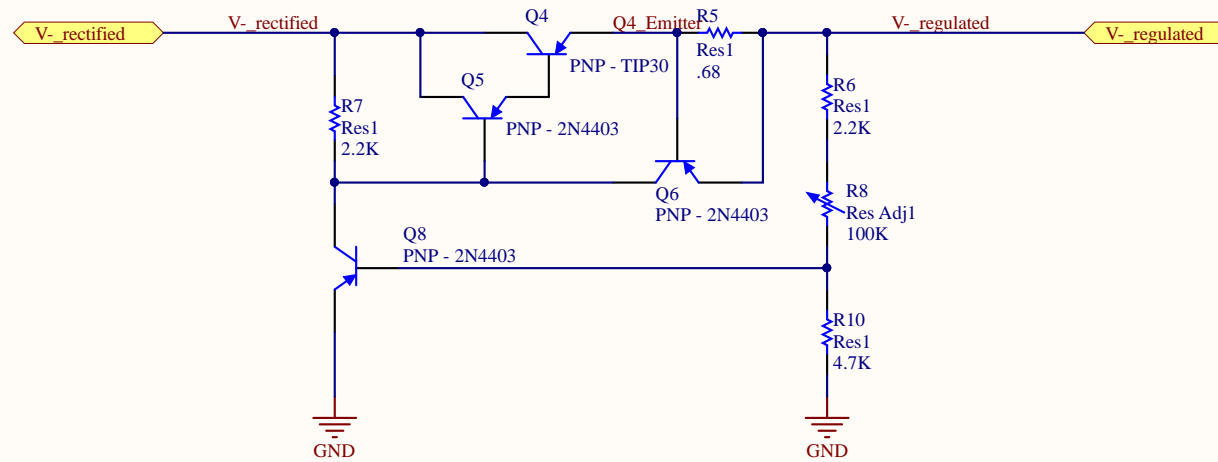 V-_rectified
V-_rectified
Q4
Q4_Emitter
R5
Res1
.68
V-_regulated
V-_regulated
PNP - TIP30
Q5
PNP - 2N4403
R7
Res1
2.2K
R6
Res1
2.2K
Q6
PNP - 2N4403
R8
Res Adj1
100K
Q8
PNP - 2N4403
R10
Res1
4.7K
GND
GND